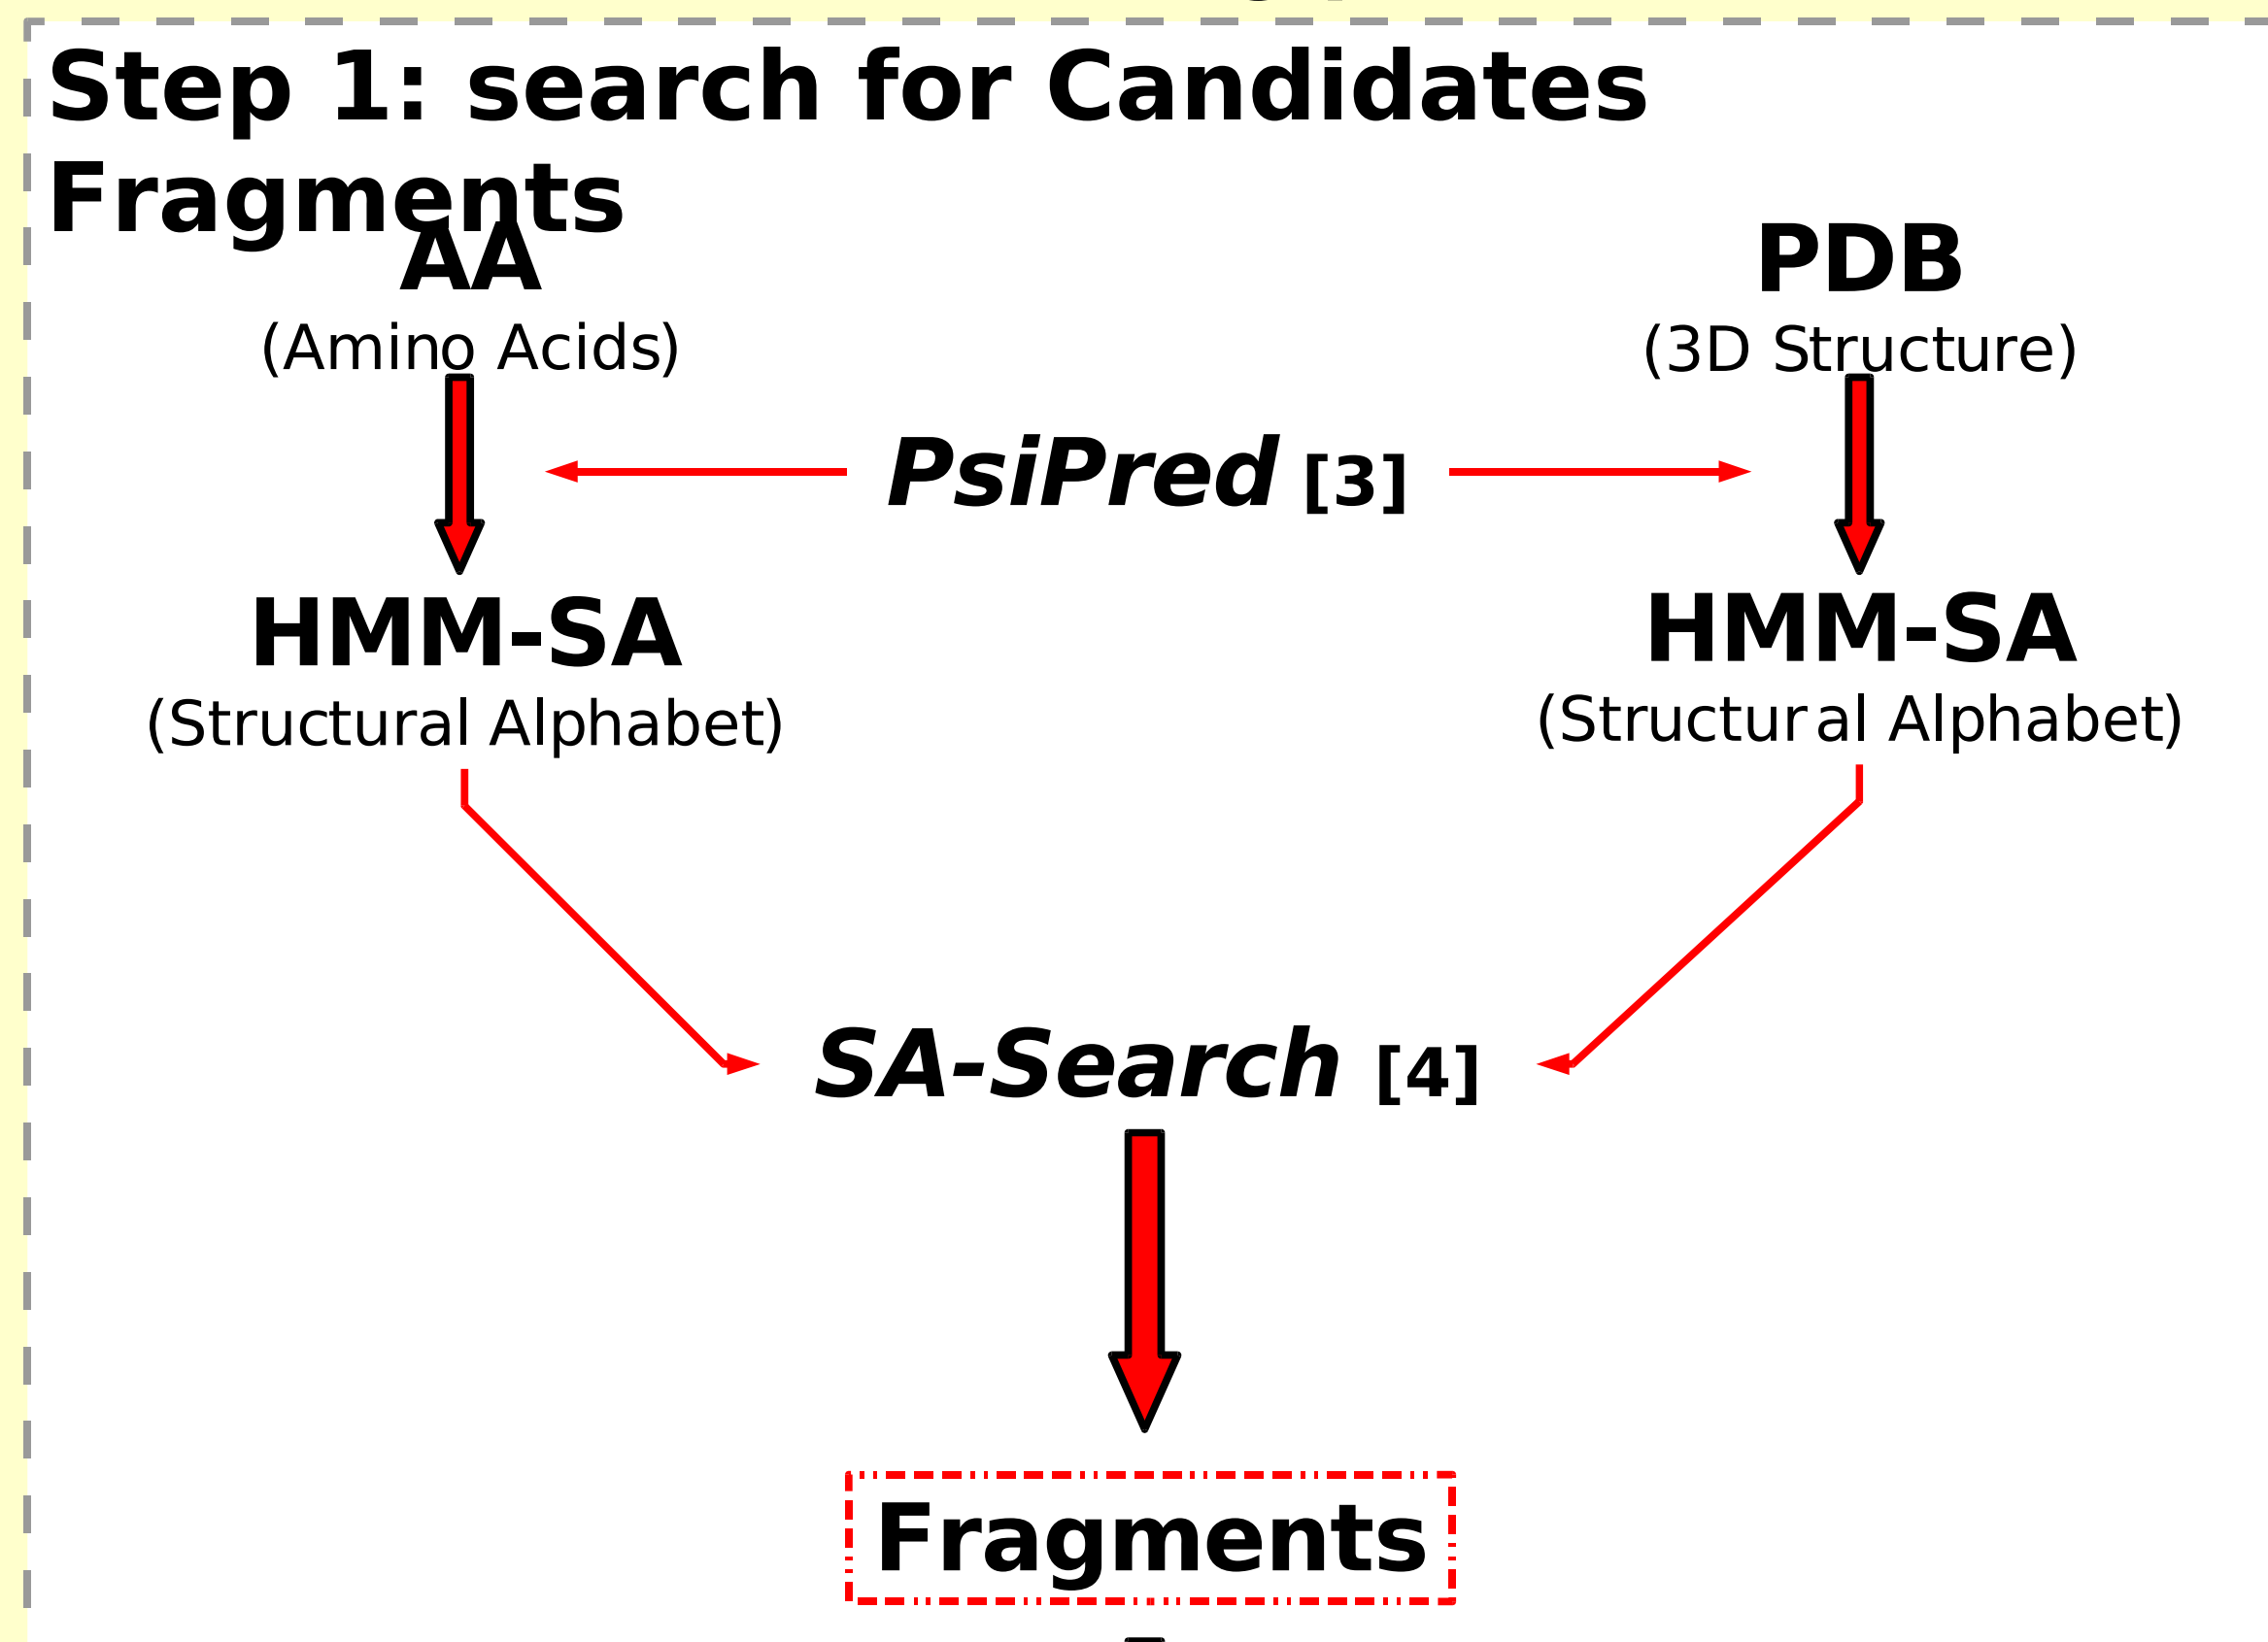 Step 1: search for Candidates
Fragments
AA
(Amino Acids)
PDB
(3D Structure)
PsiPred [3]
HMM-SA
(Structural Alphabet)
HMM-SA
(Structural Alphabet)
SA-Search [4]
Fragments